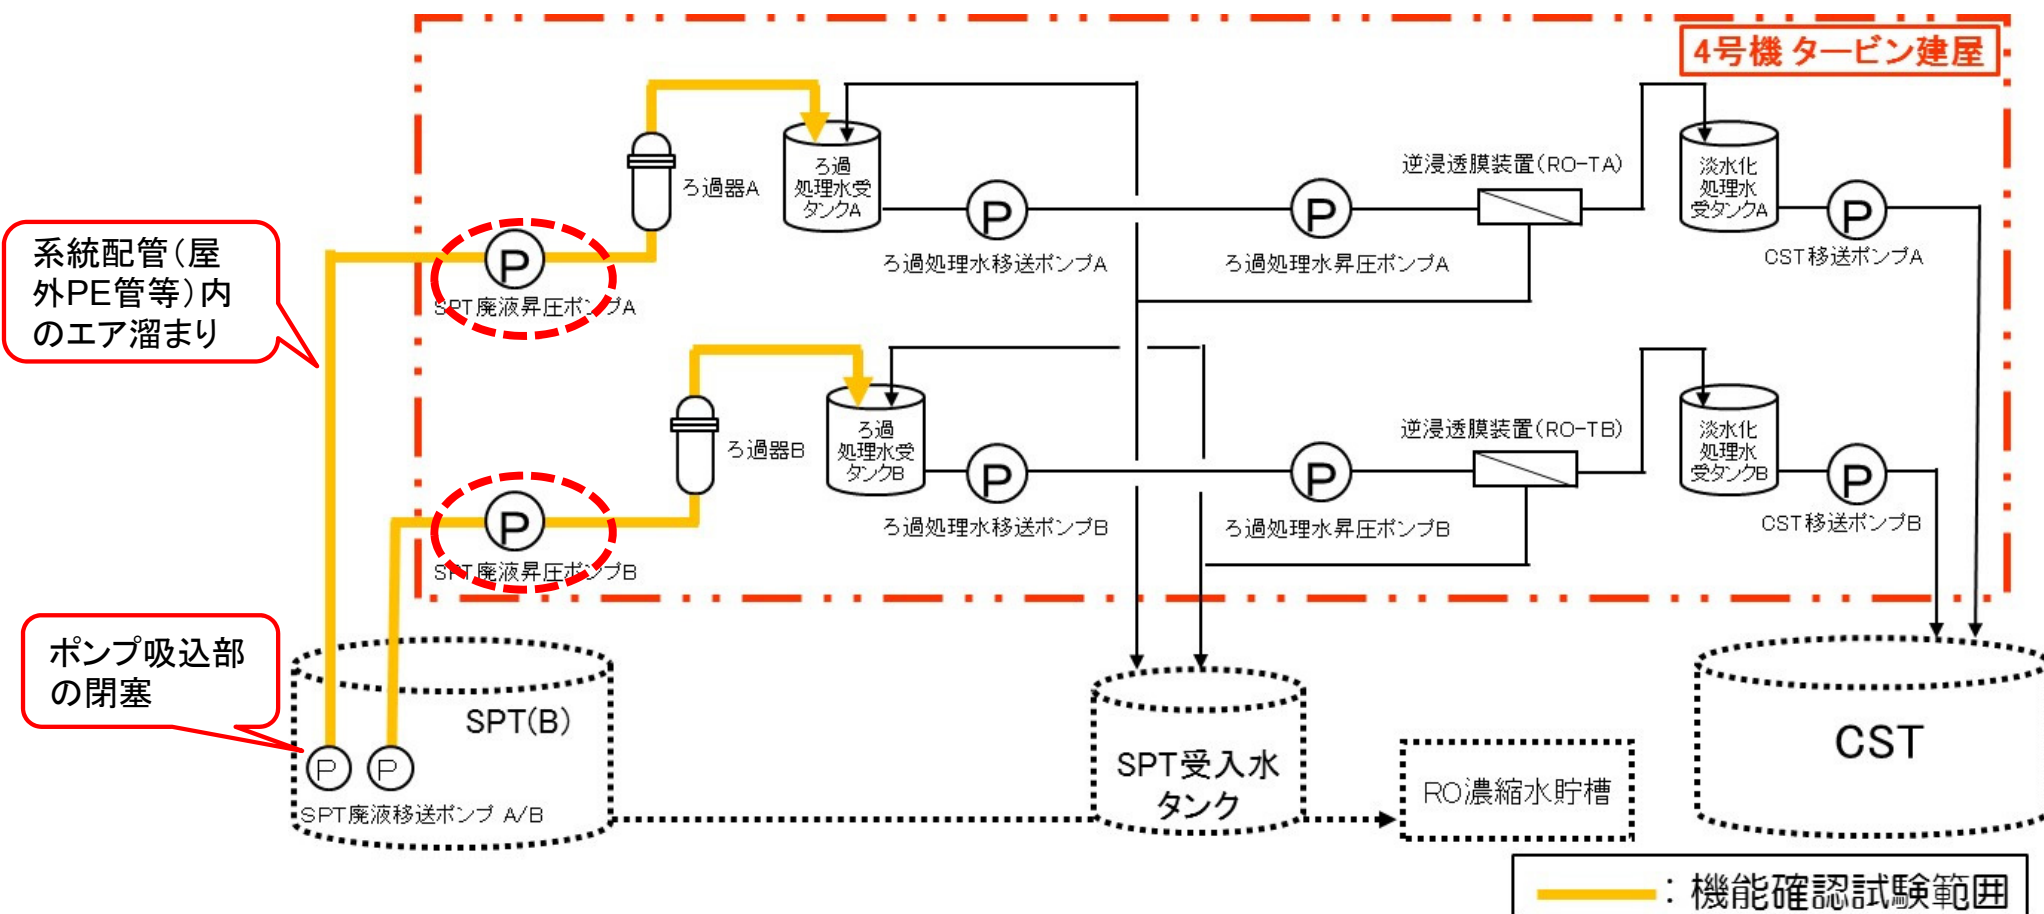 4号機 タービン建屋
系統配管(屋
外PE管等)内
のエア溜まり
P
SPT廃液昇圧ポンプA
ろ過器A
ろ過
処理水受
タンクA
P
ろ過処理水移送ポンプA
P
ろ過処理水昇圧ポンプA
逆浸透膜装置(RO-TA)
淡水化
処理水
受タンクA
P
CST移送ポンプA
P
SPT廃液昇圧ポンプB
ろ過器B
ろ過
処理水受
タンクB
P
ろ過処理水移送ポンプB
P
ろ過処理水昇圧ポンプB
逆浸透膜装置(RO-TB)
淡水化
処理水
受タンクB
P
CST移送ポンプB
ポンプ吸込部
の閉塞
SPT(B)
P
P
SPT廃液移送ポンプ A/B
SPT受入水
タンク
RO濃縮水貯槽
CST
:機能確認試験範囲